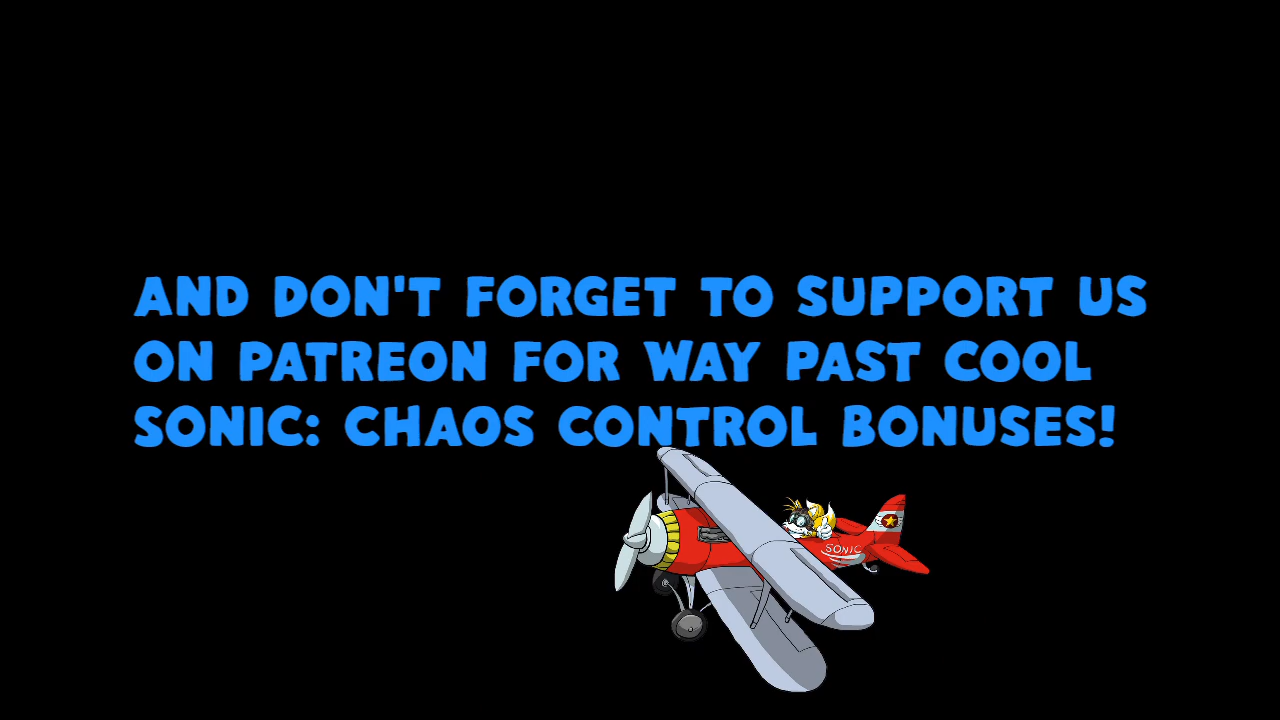 AND DON'T FORGET TO SUPPORT US
ON PATREON FOR WAY PAST COOL
SONIC: CHAOS CONTROL BONUSES!
SONIC